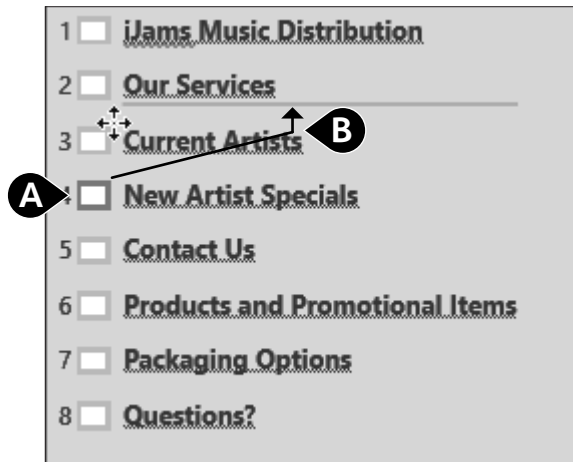 1 iJams Music Distribution
2 Our Services
3 Current Artists
B
A
New Artist Specials
5 Contact Us
6 Products and Promotional Items
7 Packaging Options
8 Questions?